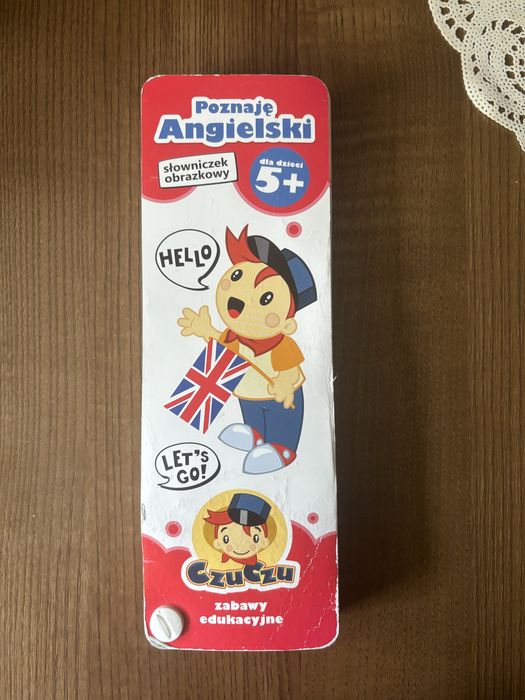 Poznaję
Angielski
słowniczek
obrazkowy
dla dzieci
5+
HELLO
LET'S
GO!
CzuCzu
zabawy
edukacyjne